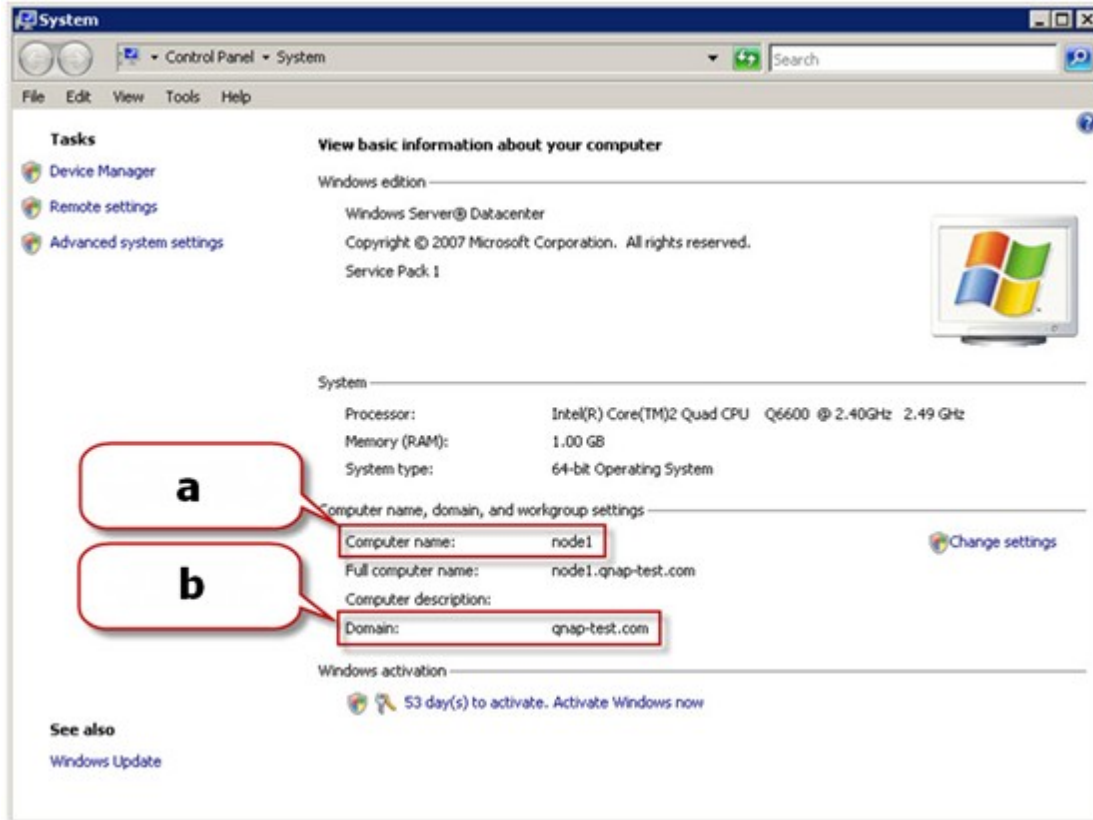 System
Control Panel System
Search
File Edit View Tools Help
Tasks
Device Manager
Remote settings
Advanced system settings
View basic information about your computer
Windows edition
Windows Server® Datacenter
Copyright © 2007 Microsoft Corporation. All rights reserved.
Service Pack 1
System
Processor: Intel(R) Core(TM)2 Quad CPU Q6600 @ 2.40GHz 2.49 GHz
Memory (RAM): 1.00 GB
System type: 64-bit Operating System
a
Computer name, domain, and workgroup settings
Computer name: node1
Change settings
Full computer name: node1.qnap-test.com
b
Computer description:
Domain: qnap-test.com
Windows activation
53 day(s) to activate. Activate Windows now
See also
Windows Update